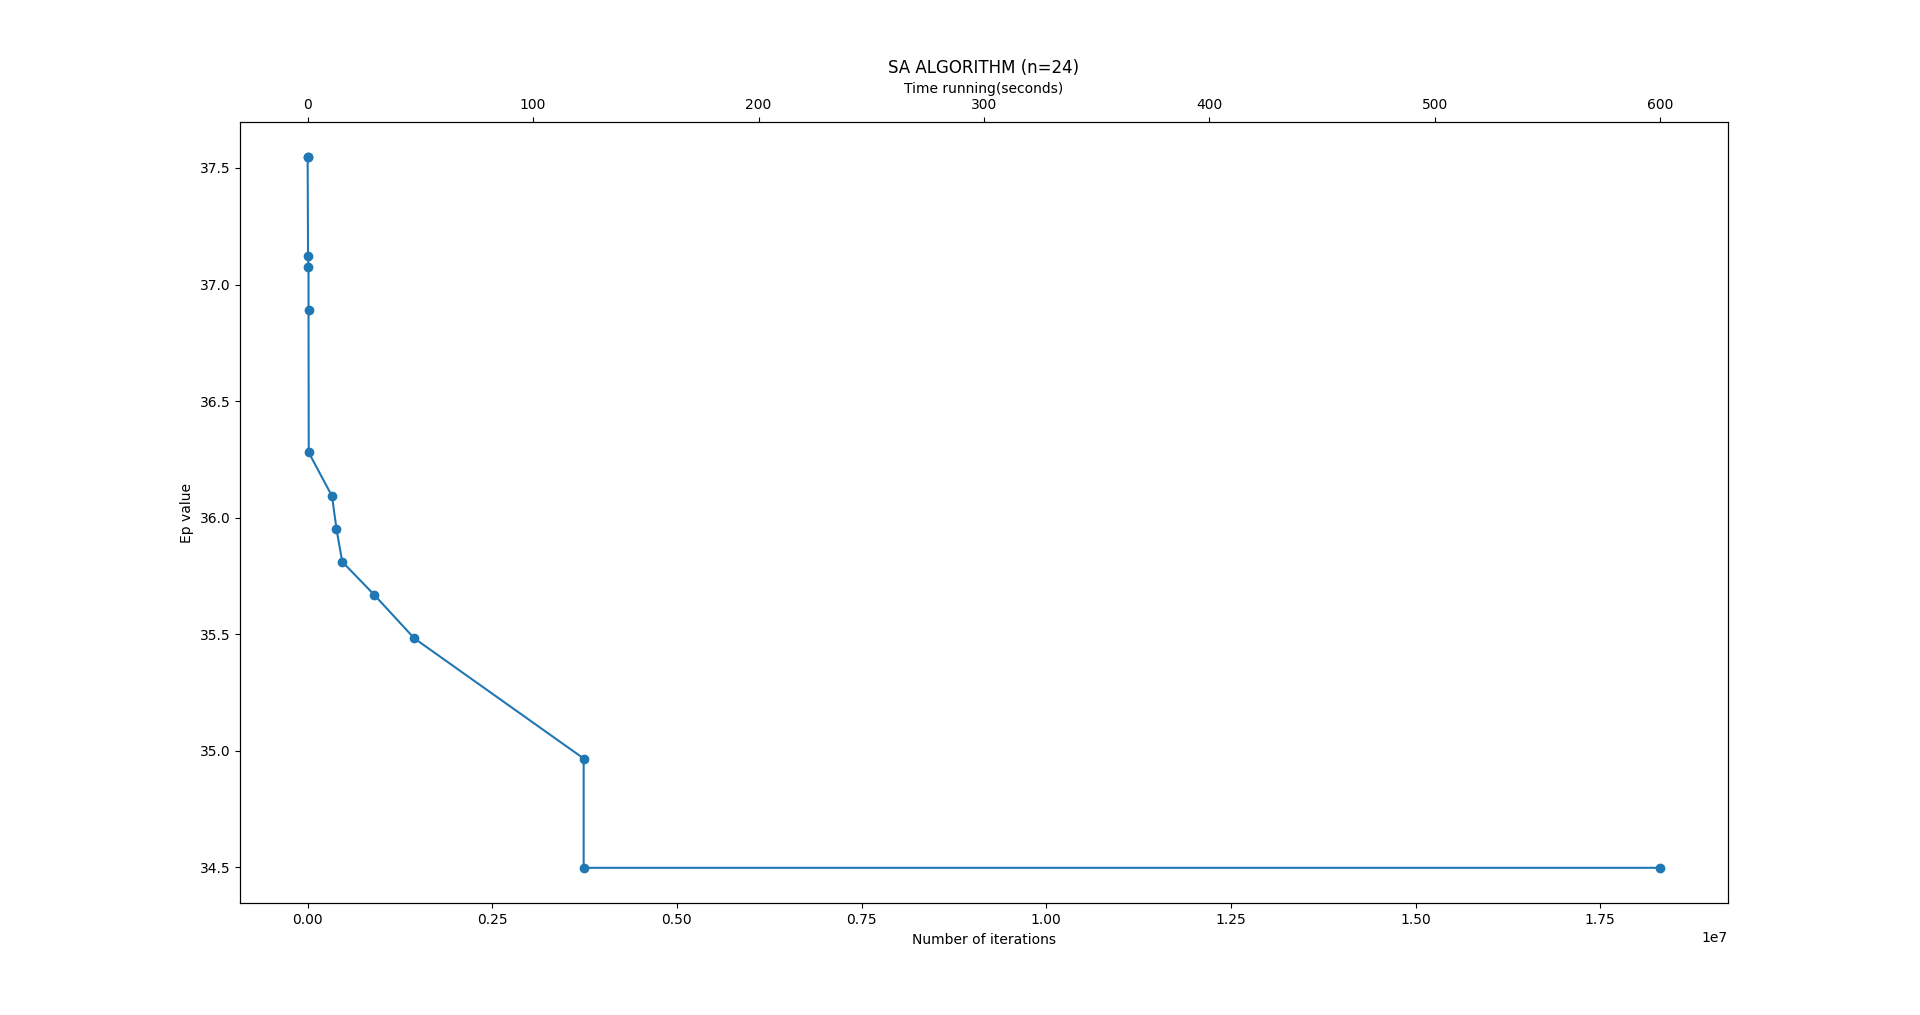 SA ALGORITHM (n=24)
Time running(seconds)
0 100 200 300 400 500 600
37.5
37.0
36.5
36.0
35.5
35.0
34.5
Ep value
0.00 0.25 0.50 0.75 1.00 1.25 1.50 1.75
Number of iterations
1e7